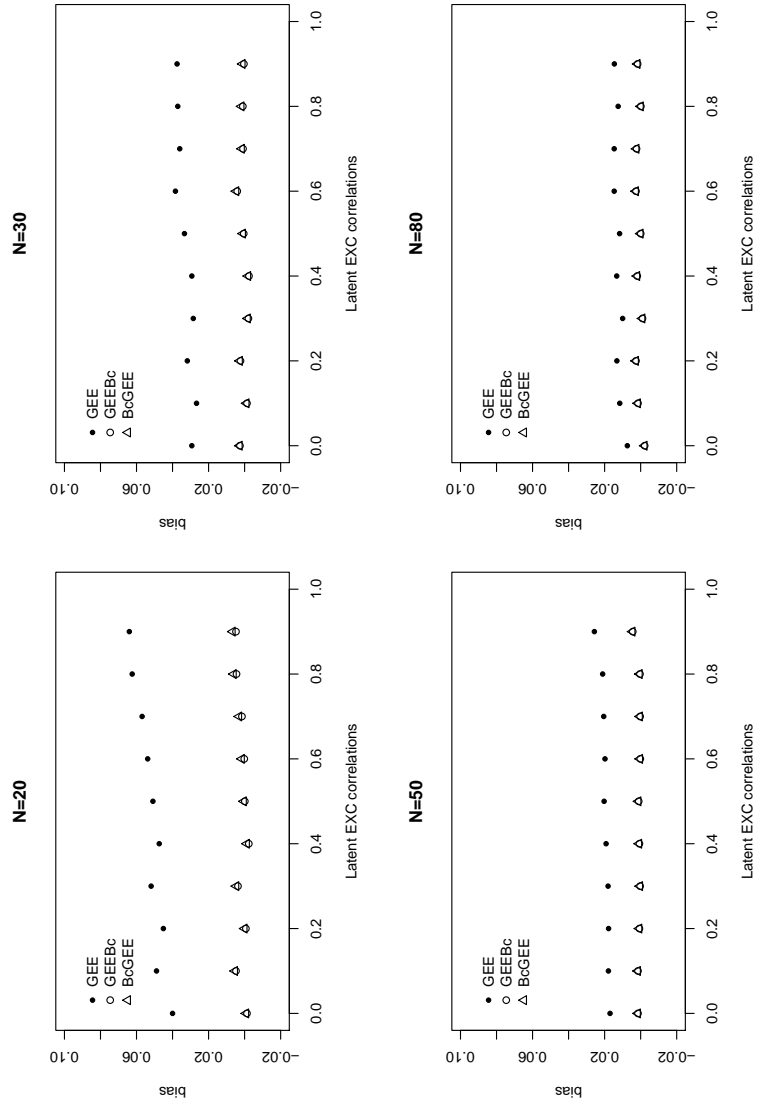 N=20
bias
−0.02 0.02 0.06 0.10
GEE
GEEBc
BcGEE
0.0 0.2 0.4 0.6 0.8 1.0
Latent EXC correlations
N=30
bias
−0.02 0.02 0.06 0.10
GEE
GEEBc
BcGEE
0.0 0.2 0.4 0.6 0.8 1.0
Latent EXC correlations
N=50
bias
−0.02 0.02 0.06 0.10
GEE
GEEBc
BcGEE
0.0 0.2 0.4 0.6 0.8 1.0
Latent EXC correlations
N=80
bias
−0.02 0.02 0.06 0.10
GEE
GEEBc
BcGEE
0.0 0.2 0.4 0.6 0.8 1.0
Latent EXC correlations